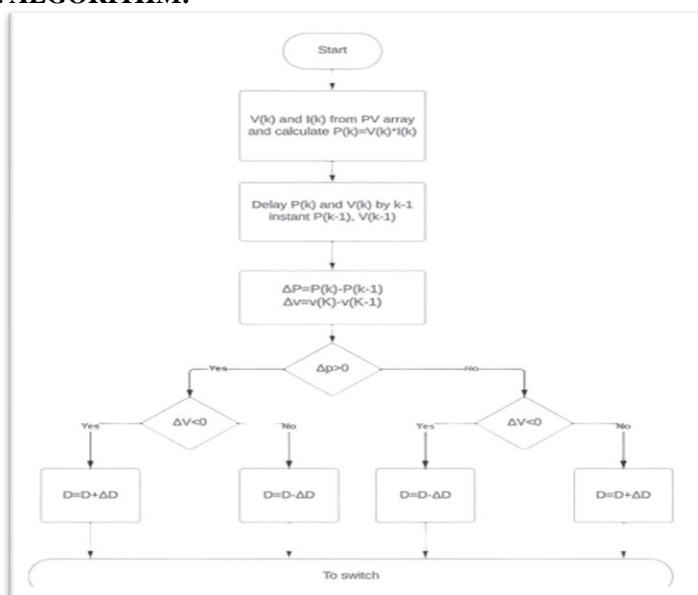 ALGORITHM:
Start
V(k) and I(k) from PV array
and calculate P(k)=V(k)*I(k)
Delay P(k) and V(k) by k-1
instant P(k-1), V(k-1)
ΔP=P(k)-P(k-1)
Δv=v(K)-v(K-1)
Δp>0
Yes
No
ΔV<0
ΔV<0
Yes
No
Yes
No
D=D+ΔD
D=D-ΔD
D=D-ΔD
D=D+ΔD
To switch